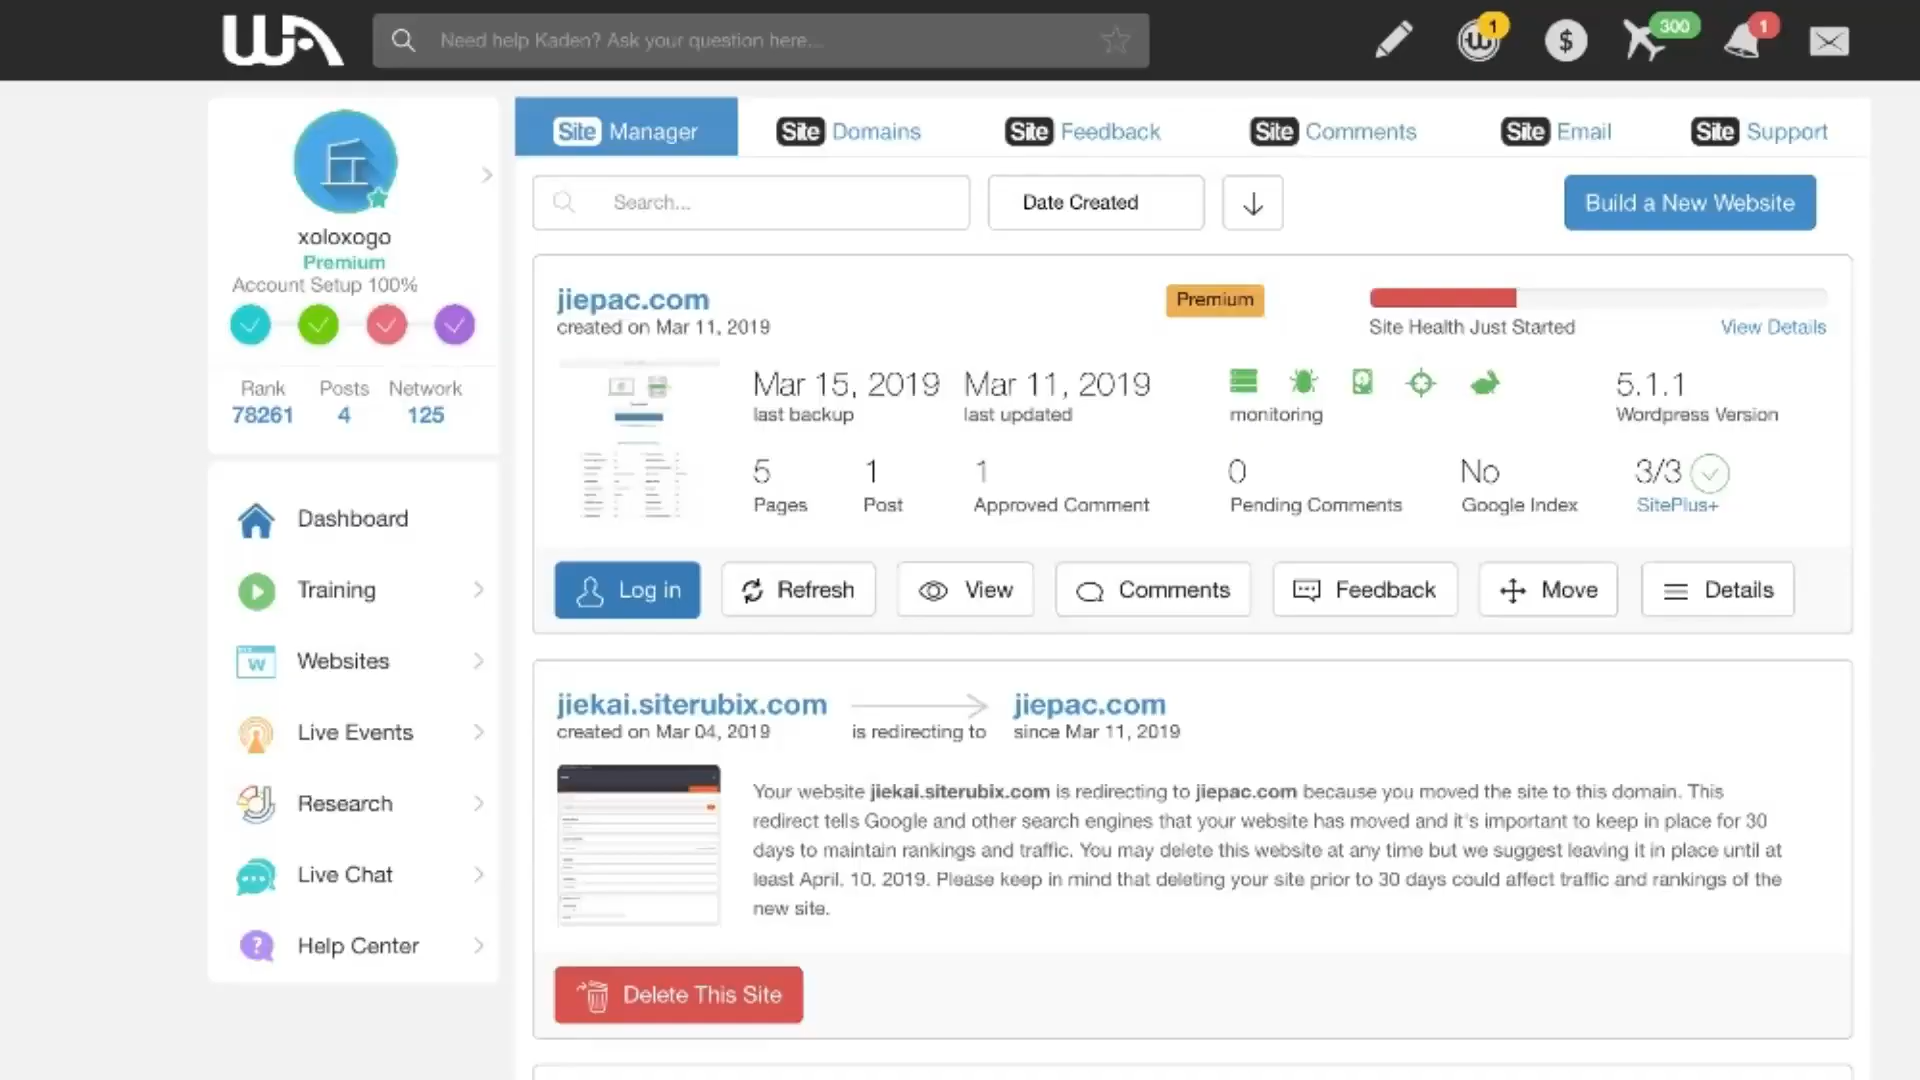 WA
Need help Kaden? Ask your question here...
1
$
300
1
xoloxogo
Premium
Account Setup 100%
Rank Posts Network
78261 4 125
Dashboard
Training
Websites
Live Events
Research
Live Chat
Help Center
Site Manager
Site Domains
Site Feedback
Site Comments
Site Email
Site Support
Search...
Date Created
Build a New Website
jiepac.com
created on Mar 11, 2019
Premium
Site Health Just Started
View Details
Mar 15, 2019
last backup
Mar 11, 2019
last updated
monitoring
5.1.1
Wordpress Version
5
Pages
1
Post
1
Approved Comment
0
Pending Comments
No
Google Index
3/3
SitePlus+
Log in
Refresh
View
Comments
Feedback
Move
Details
jiekai.siterubix.com
created on Mar 04, 2019
is redirecting to
jiepac.com
since Mar 11, 2019
Your website jiekai.siterubix.com is redirecting to jiepac.com because you moved the site to this domain. This
redirect tells Google and other search engines that your website has moved and it's important to keep in place for 30
days to maintain rankings and traffic. You may delete this website at any time but we suggest leaving it in place until at
least April, 10, 2019. Please keep in mind that deleting your site prior to 30 days could affect traffic and rankings of the
new site.
Delete This Site